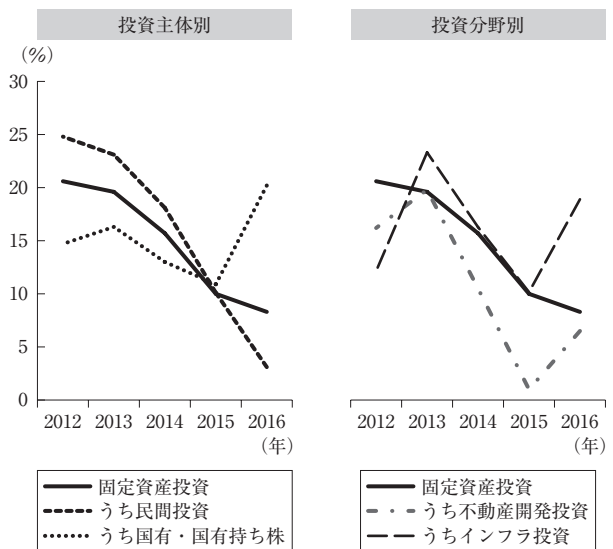 投資主体別
(%)
30
25
20
15
10
5
0
2012 2013 2014 2015 2016
(年)
固定資産投資
うち民間投資
うち国有・国有持ち株
投資分野別
2012 2013 2014 2015 2016
(年)
固定資産投資
うち不動産開発投資
うちインフラ投資